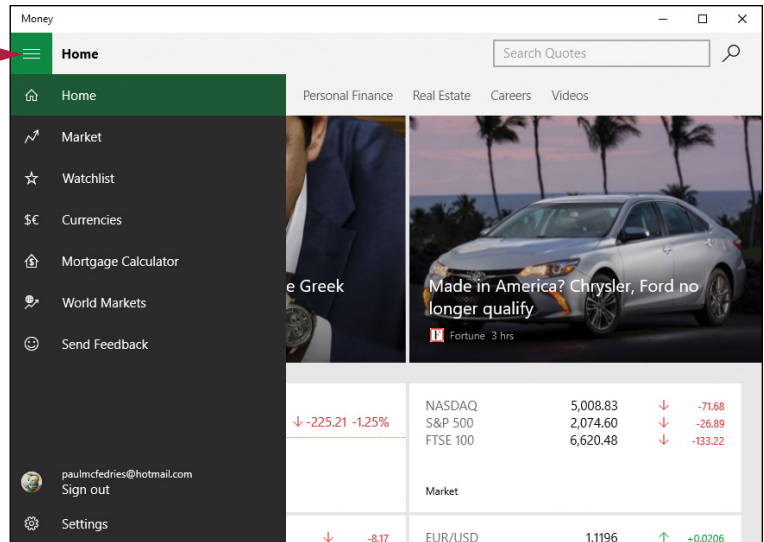 Money
Home
Search Quotes
Home
Personal Finance Real Estate Careers Videos
Market
Watchlist
$€ Currencies
Mortgage Calculator
World Markets
Send Feedback
e Greek
Made in America? Chrysler, Ford no
longer qualify
F Fortune 3 hrs
-225.21 -1.25%
NASDAQ 5,008.83 -71.68
S&P 500 2,074.60 -26.89
FTSE 100 6,620.48 -133.22
Market
paulmcfedries@hotmail.com
Sign out
Settings
-8.17
EUR/USD 1.1196 +0.0206